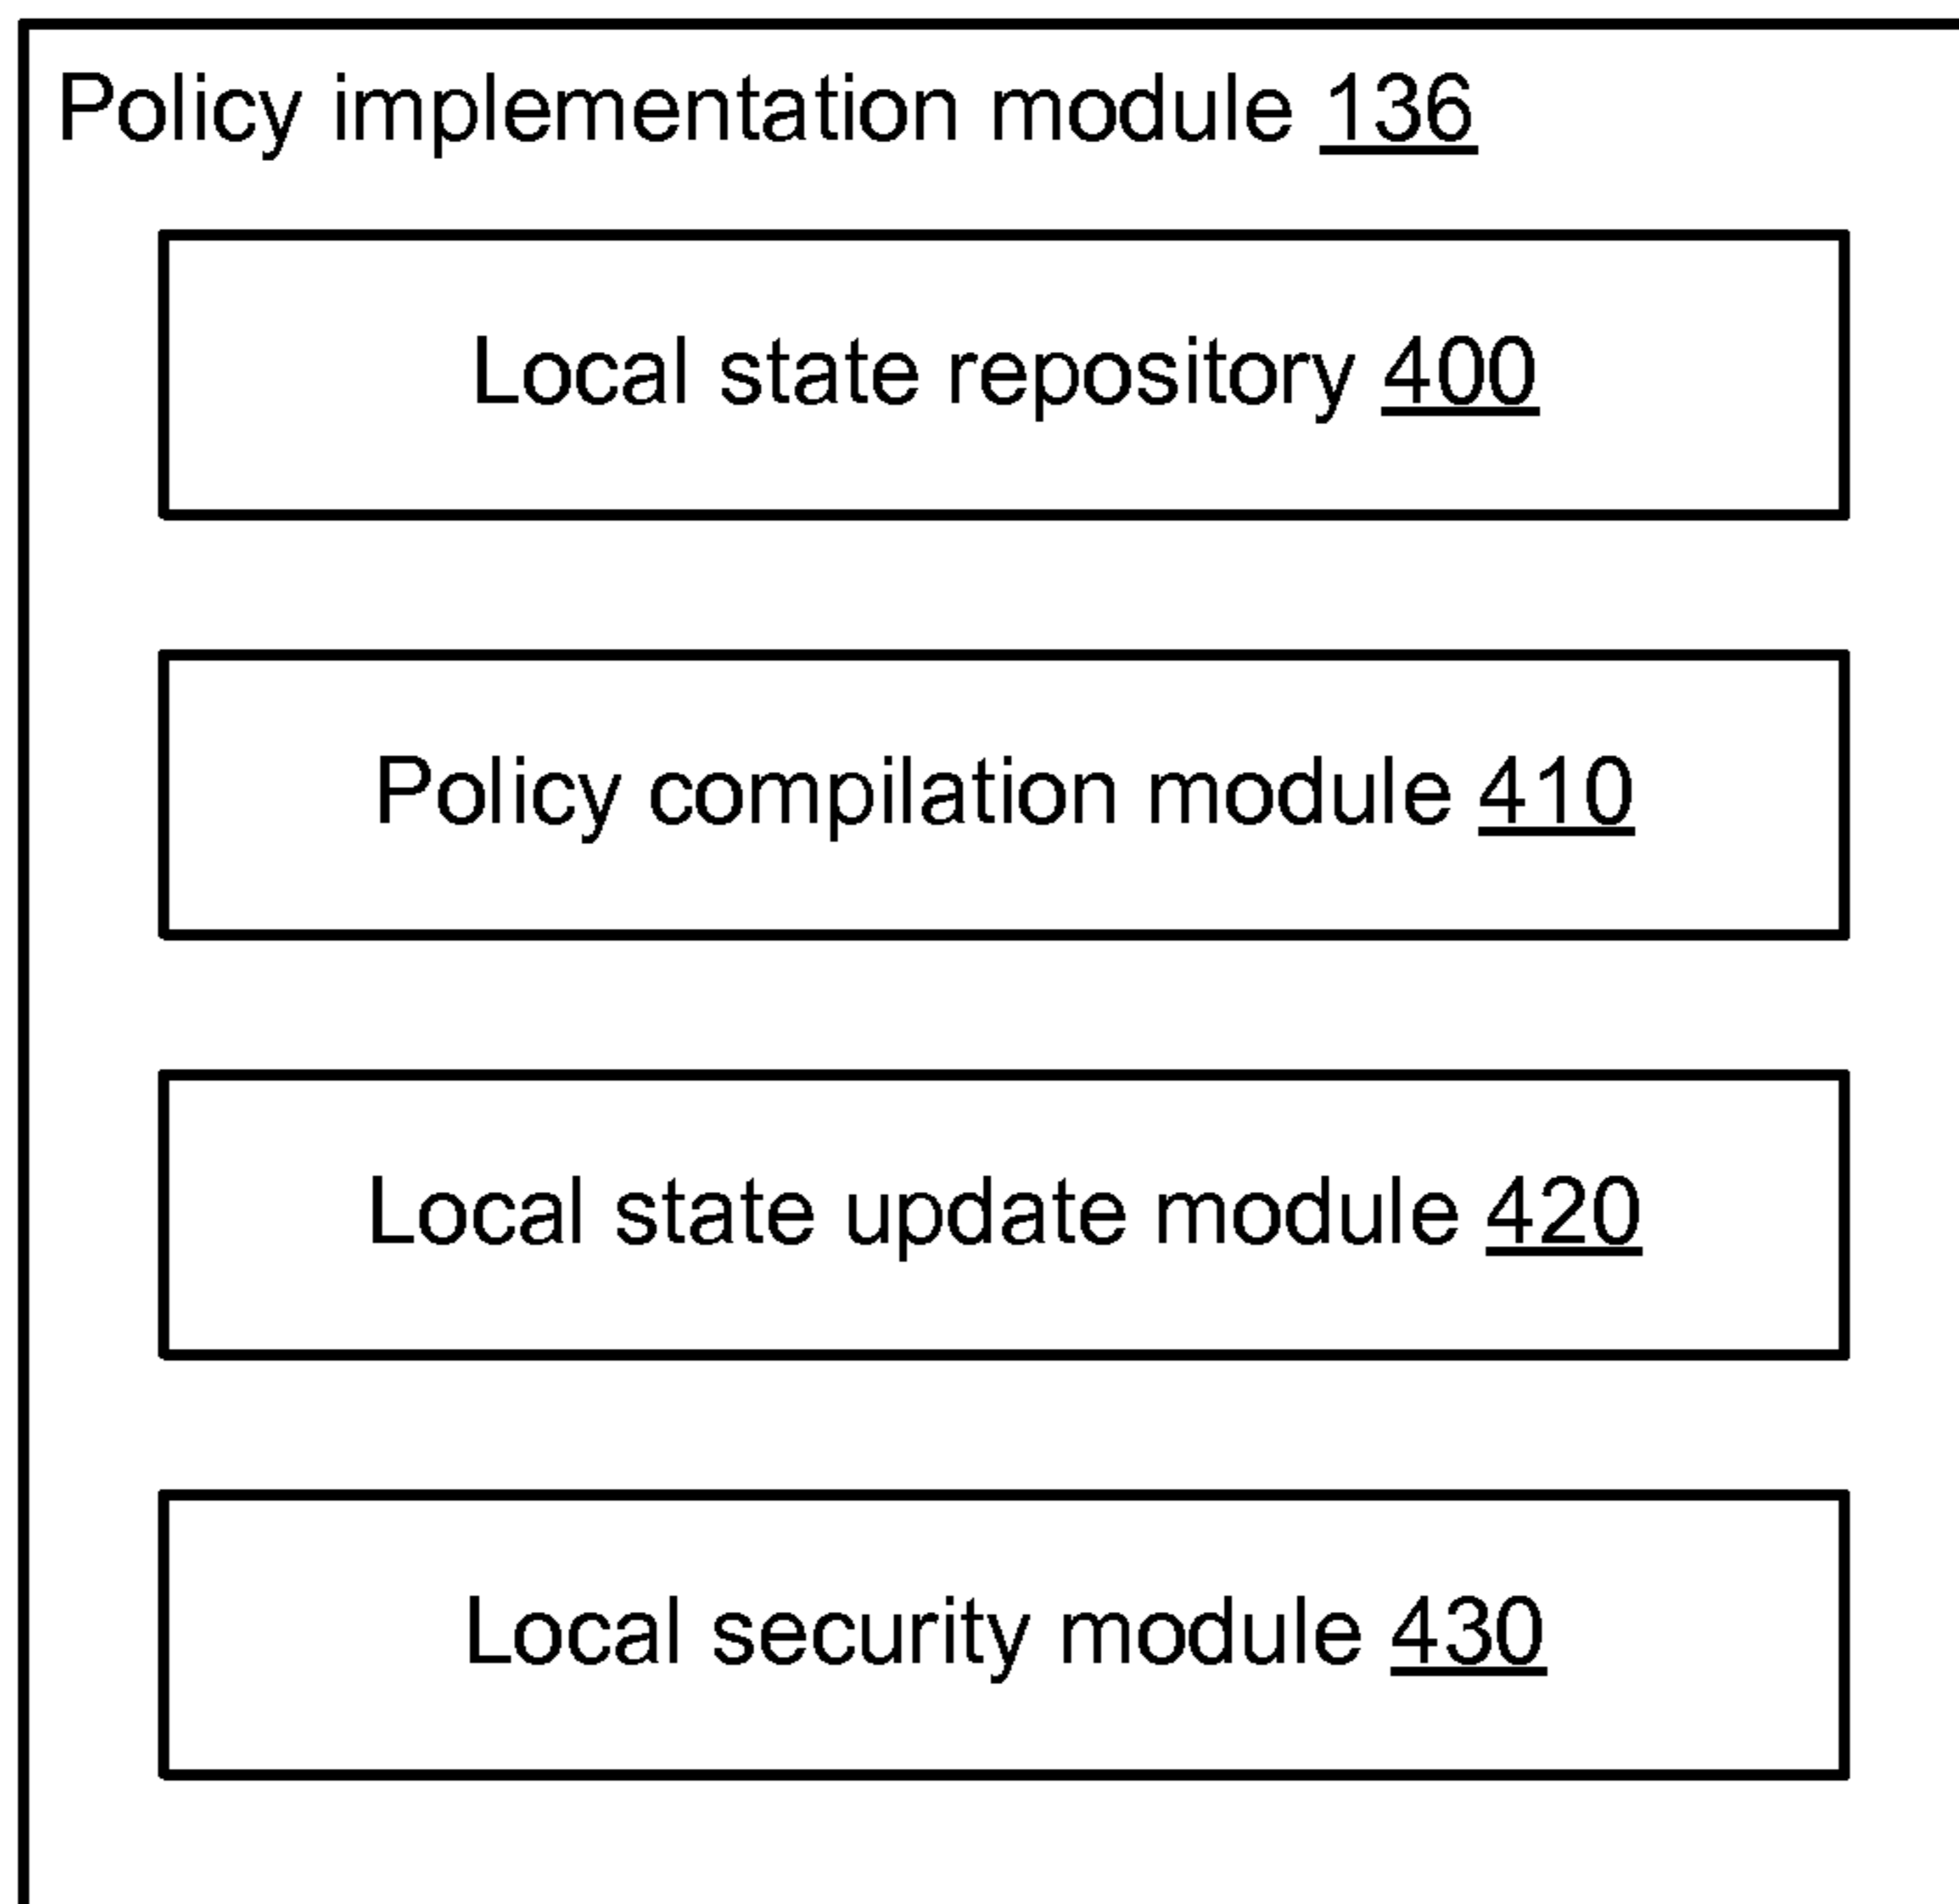 Policy implementation module 136
Local state repository 400
Policy compilation module 410
Local state update module 420
Local security module 430